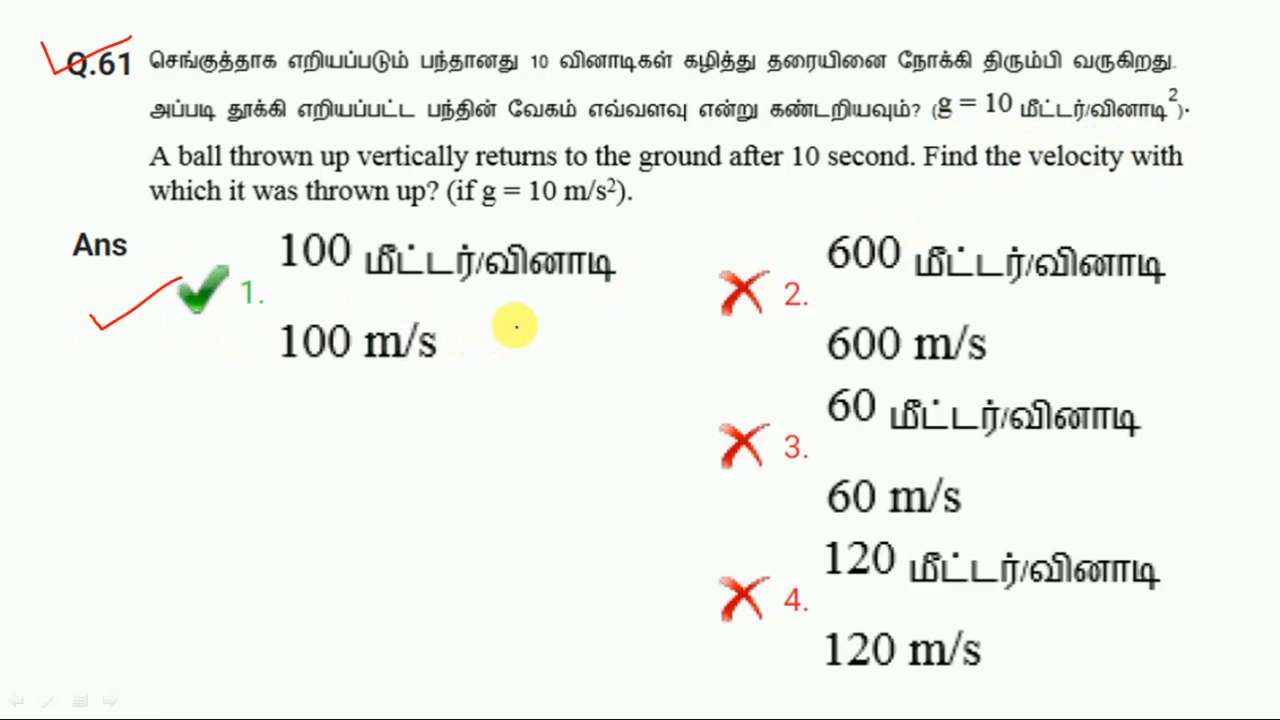 Q.61 செங்குத்தாக எறியப்படும் பந்தானது 10 வினாடிகள் கழித்து தரையினை நோக்கி திரும்பி வருகிறது.
அப்படி தூக்கி எறியப்பட்ட பந்தின் வேகம் எவ்வளவு என்று கண்டறியவும்? (g = 10 மீட்டர்/வினாடி²).
A ball thrown up vertically returns to the ground after 10 second. Find the velocity with
which it was thrown up? (if g = 10 m/s²).
Ans
1. 100 மீட்டர்/வினாடி
100 m/s
2. 600 மீட்டர்/வினாடி
600 m/s
3. 60 மீட்டர்/வினாடி
60 m/s
4. 120 மீட்டர்/வினாடி
120 m/s